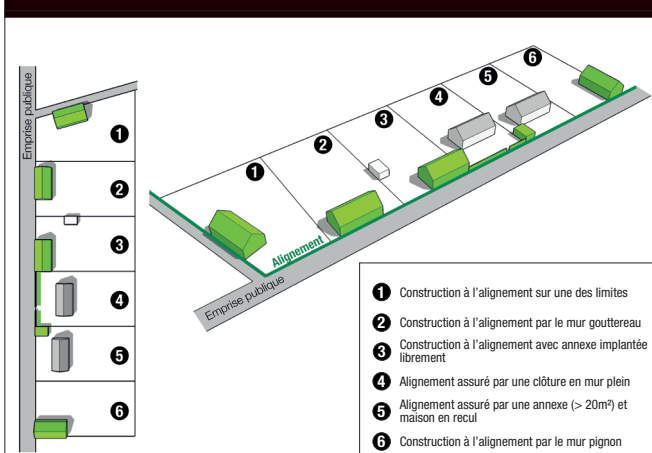 Emprise publique
1
2
3
4
5
6
1
2
3
4
5
6
Alignement
Emprise publique
1 Construction à l'alignement sur une des limites
2 Construction à l'alignement par le mur gouttereau
3 Construction à l'alignement avec annexe implantée
librement
4 Alignement assuré par une clôture en mur plein
5 Alignement assuré par une annexe (> 20m²) et
maison en recul
6 Construction à l'alignement par le mur pignon